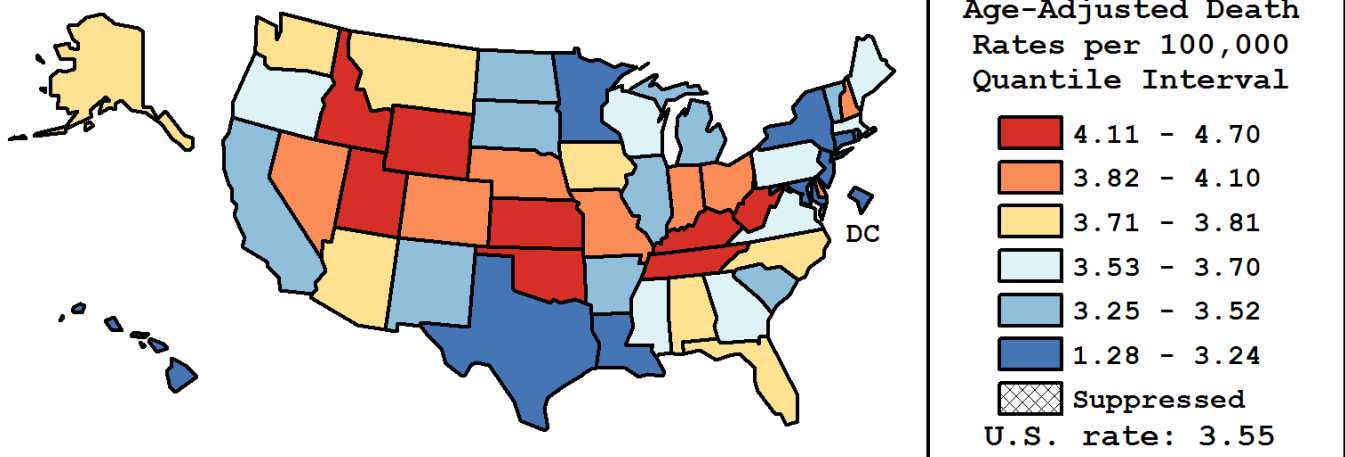 Age-Adjusted Death
Rates per 100,000
Quantile Interval
4.11 - 4.70
3.82 - 4.10
3.71 - 3.81
3.53 - 3.70
3.25 - 3.52
1.28 - 3.24
Suppressed
U.S. rate: 3.55
DC